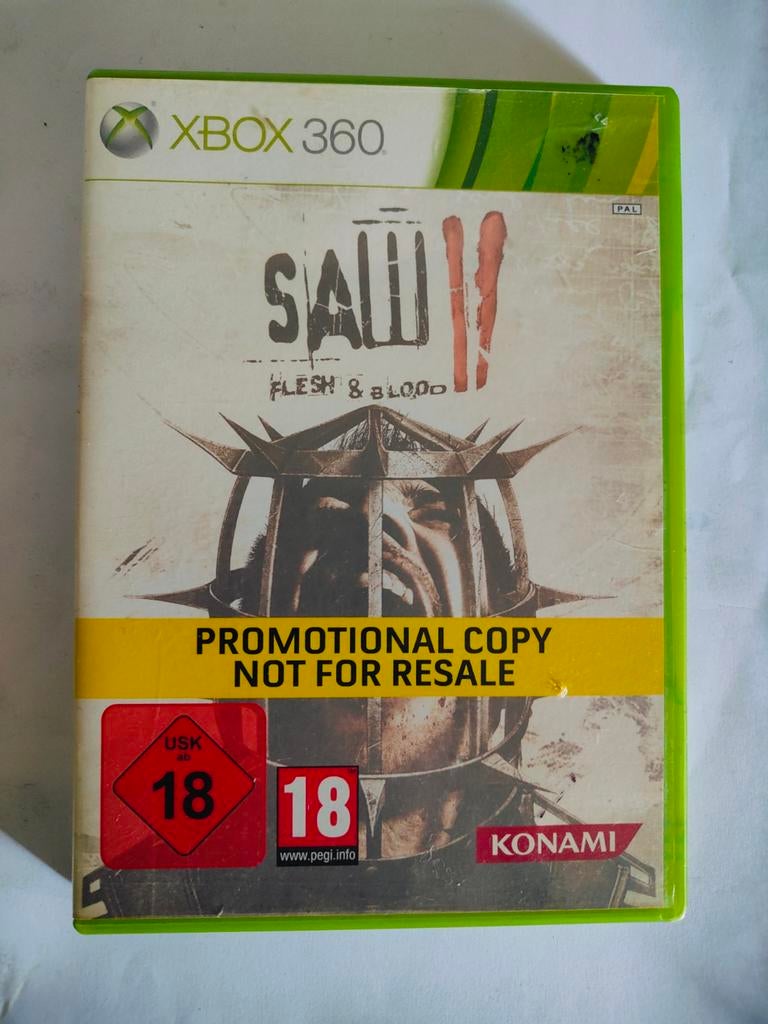 XBOX 360
PAL
SAW II
FLESH & BLOOD
PROMOTIONAL COPY
NOT FOR RESALE
USK
ab
18
18
www.pegi.info
KONAMI